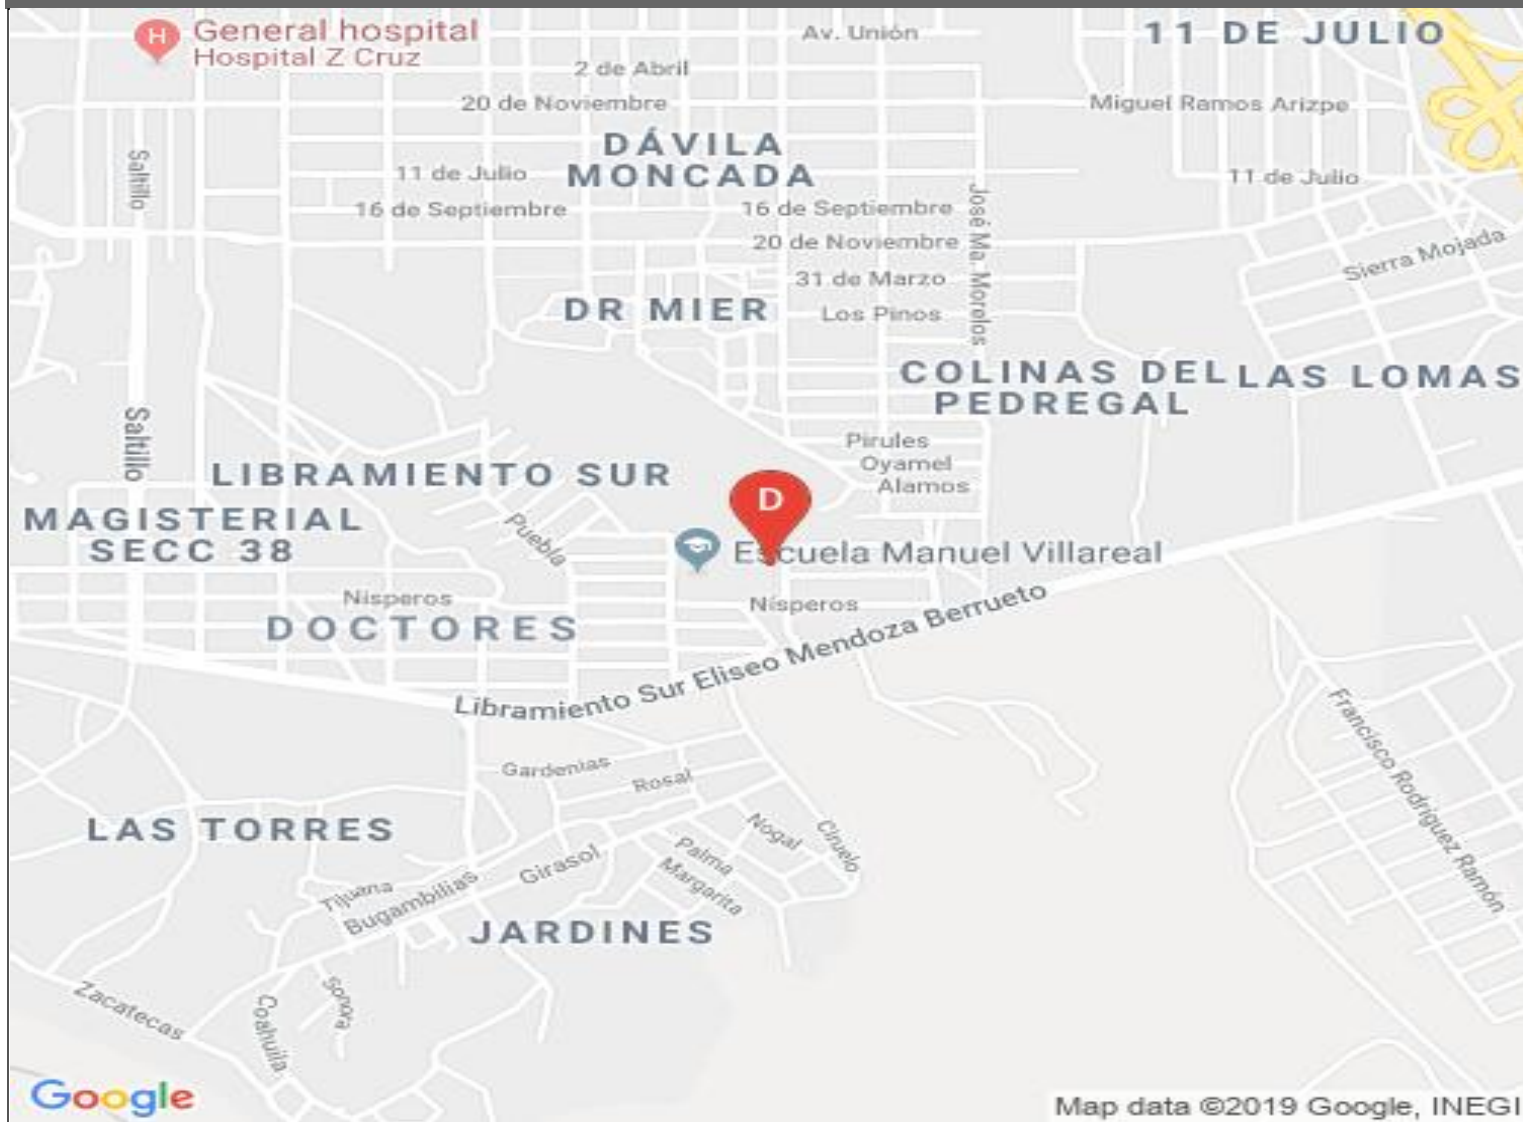 H
General hospital
Hospital Z Cruz
Av. Unión
11 DE JULIO
2 de Abril
20 de Noviembre
Miguel Ramos Arizpe
DÁVILA
MONCADA
Saltillo
11 de Julio
11 de Julio
16 de Septiembre
16 de Septiembre
José Ma. Morelos
20 de Noviembre
Sierra Mojada
31 de Marzo
DR MIER
Los Pinos
COLINAS DEL
PEDREGAL
LAS LOMAS
Saltillo
Pirules
Oyamel
Alamos
LIBRAMIENTO SUR
D
MAGISTERIAL
SECC 38
Puebla
Escuela Manuel Villareal
Nisperos
Nísperos
DOCTORES
Libramiento Sur Eliseo Mendoza Berrueto
Francisco Rodríguez Ramón
Gardenias
Rosal
LAS TORRES
Nogal
Ciruelo
Palma
Margarita
Girasol
Tijuana
Bugambilias
JARDINES
Zacatecas
Coahuila
Sonora
Google
Map data ©2019 Google, INEGI